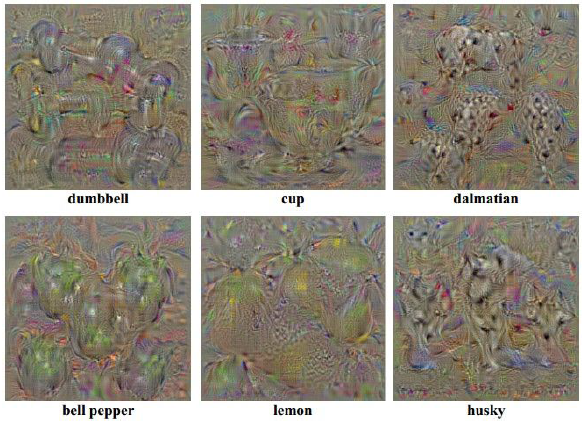 dumbbell cup dalmatian
bell pepper lemon husky